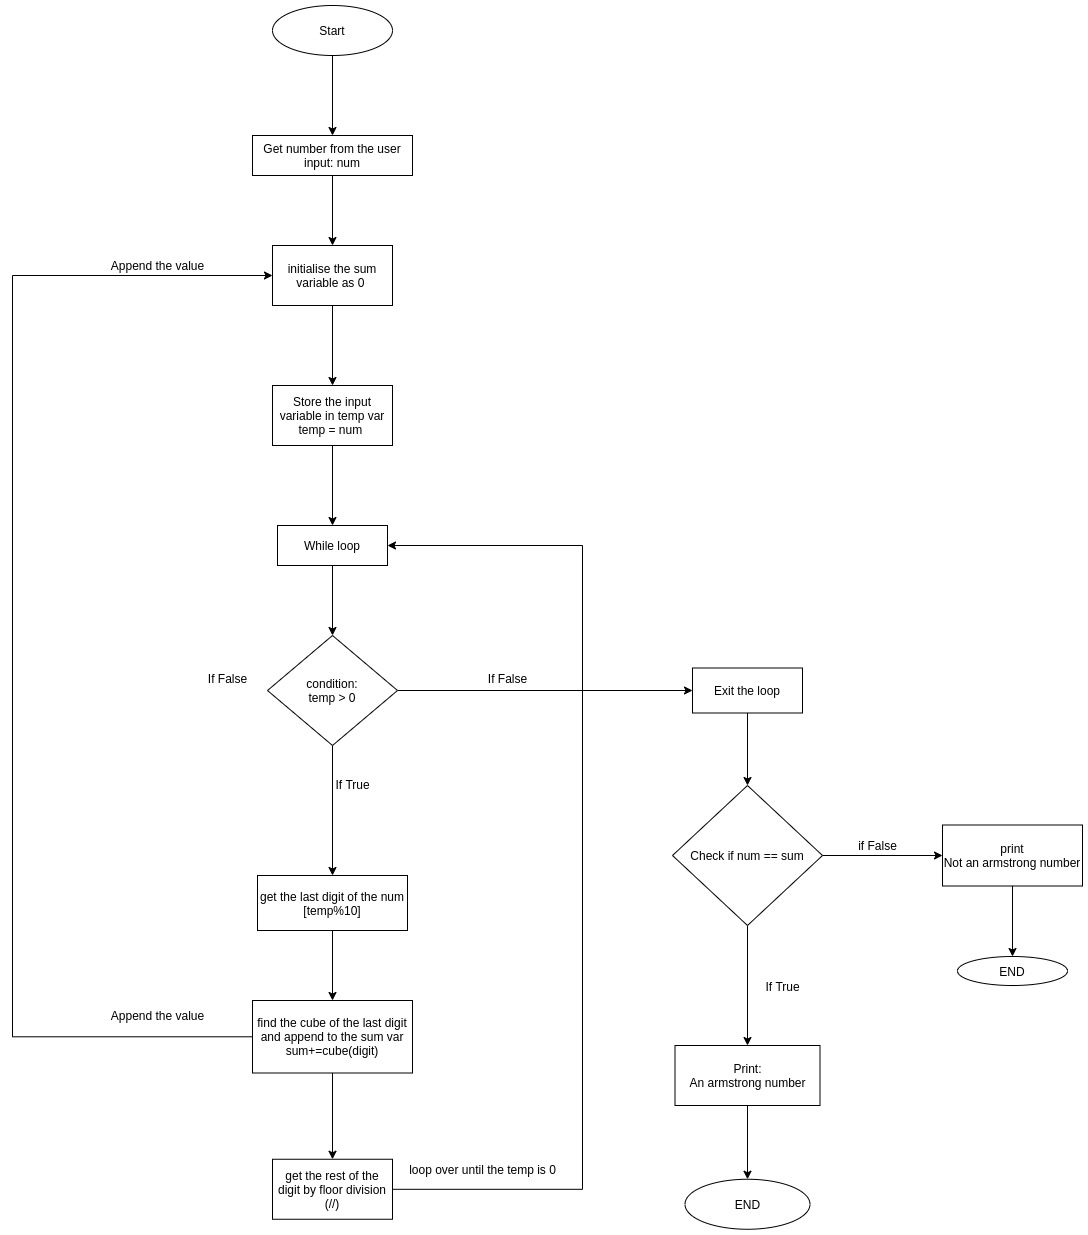 Start
Get number from the user
input: num
Append the value
initialise the sum
variable as 0
Store the input
variable in temp var
temp = num
While loop
If False
condition:
temp > 0
If False
Exit the loop
If True
Check if num == sum
if False
print
Not an armstrong number
get the last digit of the num
[temp%10]
END
If True
Append the value
find the cube of the last digit
and append to the sum var
sum+=cube(digit)
Print:
An armstrong number
get the rest of the
digit by floor division
(//)
loop over until the temp is 0
END